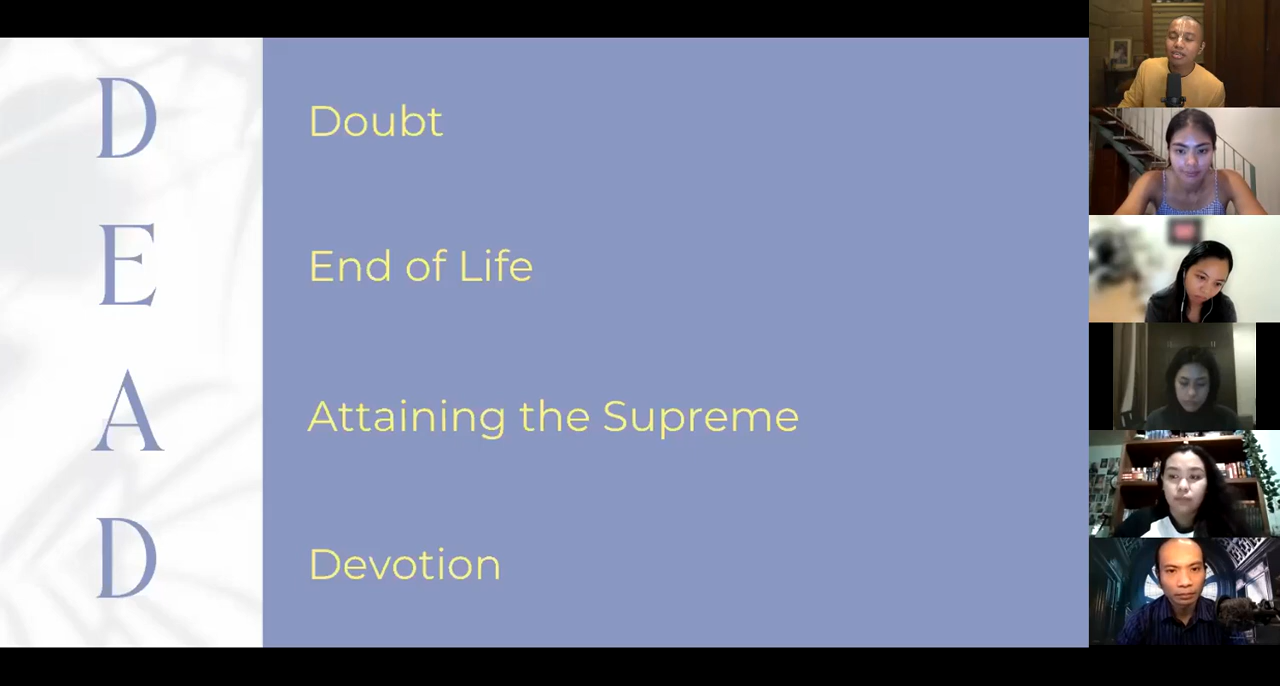 D
Doubt
E
End of Life
A
Attaining the Supreme
D
Devotion